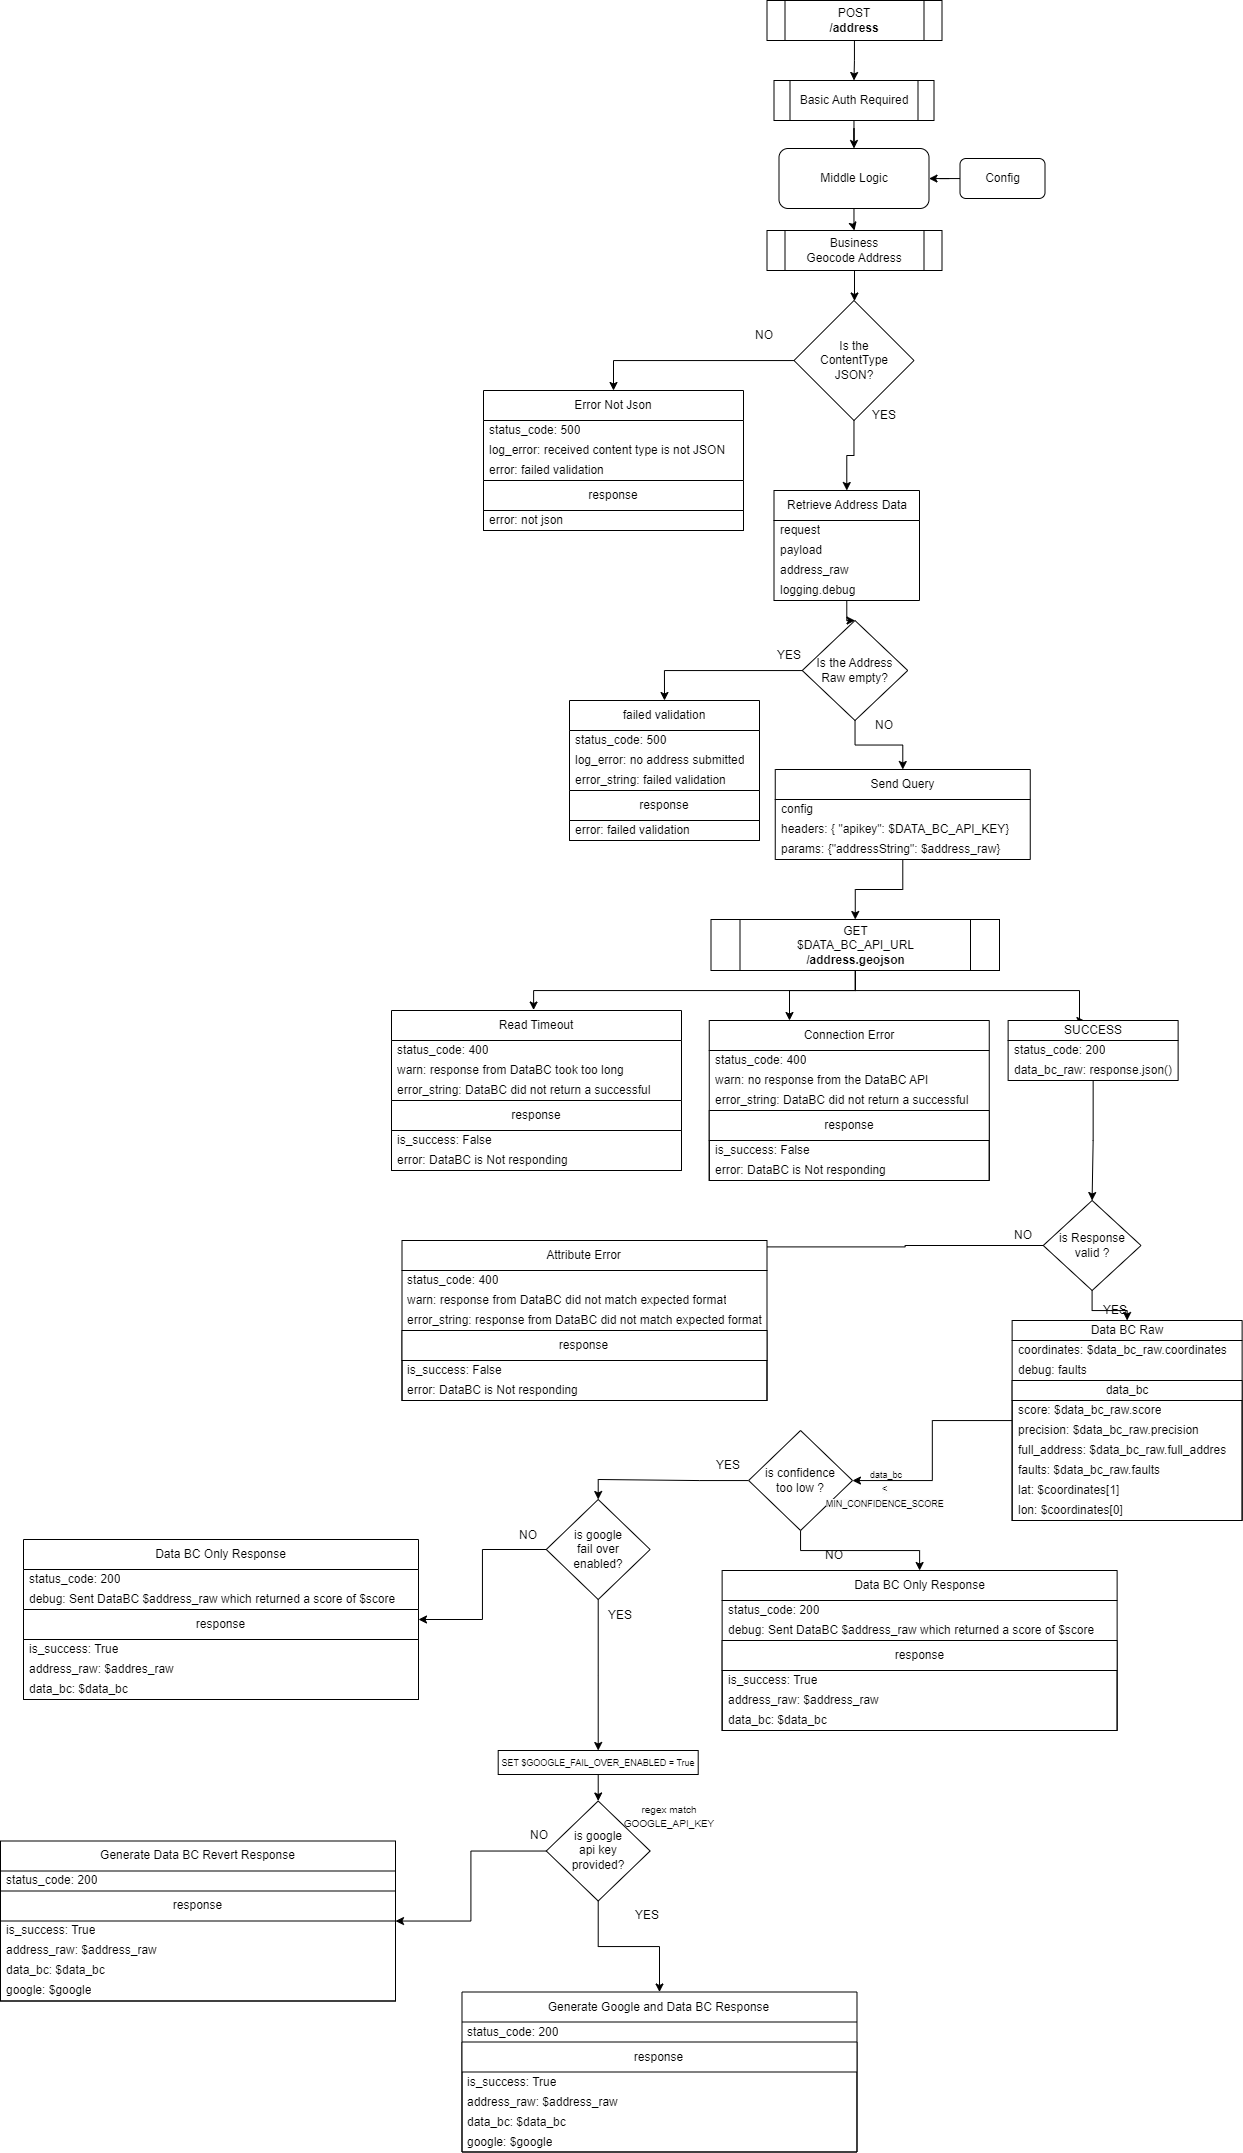 POST
/address
Basic Auth Required
Middle Logic
Config
Business
Geocode Address
Is the
ContentType
JSON?
NO
YES
Error Not Json
status_code: 500
log_error: received content type is not JSON
error: failed validation
response
error: not json
Retrieve Address Data
request
payload
address_raw
logging.debug
Is the Address
Raw empty?
YES
NO
failed validation
status_code: 500
log_error: no address submitted
error_string: failed validation
response
error: failed validation
Send Query
config
headers: { "apikey": $DATA_BC_API_KEY}
params: {"addressString": $address_raw}
GET
$DATA_BC_API_URL
/address.geojson
Read Timeout
status_code: 400
warn: response from DataBC took too long
error_string: DataBC did not return a successful
response
is_success: False
error: DataBC is Not responding
Connection Error
status_code: 400
warn: no response from the DataBC API
error_string: DataBC did not return a successful
response
is_success: False
error: DataBC is Not responding
SUCCESS
status_code: 200
data_bc_raw: response.json()
is Response
valid ?
NO
YES
Attribute Error
status_code: 400
warn: response from DataBC did not match expected format
error_string: response from DataBC did not match expected format
response
is_success: False
error: DataBC is Not responding
Data BC Raw
coordinates: $data_bc_raw.coordinates
debug: faults
data_bc
score: $data_bc_raw.score
precision: $data_bc_raw.precision
full_address: $data_bc_raw.full_addres
faults: $data_bc_raw.faults
lat: $coordinates[1]
lon: $coordinates[0]
data_bc
<
MIN_CONFIDENCE_SCORE
is confidence
too low ?
YES
NO
Data BC Only Response
status_code: 200
debug: Sent DataBC $address_raw which returned a score of $score
response
is_success: True
address_raw: $address_raw
data_bc: $data_bc
is google
fail over
enabled?
NO
YES
Data BC Only Response
status_code: 200
debug: Sent DataBC $address_raw which returned a score of $score
response
is_success: True
address_raw: $addres_raw
data_bc: $data_bc
SET $GOOGLE_FAIL_OVER_ENABLED = True
regex match
GOOGLE_API_KEY
is google
api key
provided?
NO
YES
Generate Data BC Revert Response
status_code: 200
response
is_success: True
address_raw: $address_raw
data_bc: $data_bc
google: $google
Generate Google and Data BC Response
status_code: 200
response
is_success: True
address_raw: $address_raw
data_bc: $data_bc
google: $google